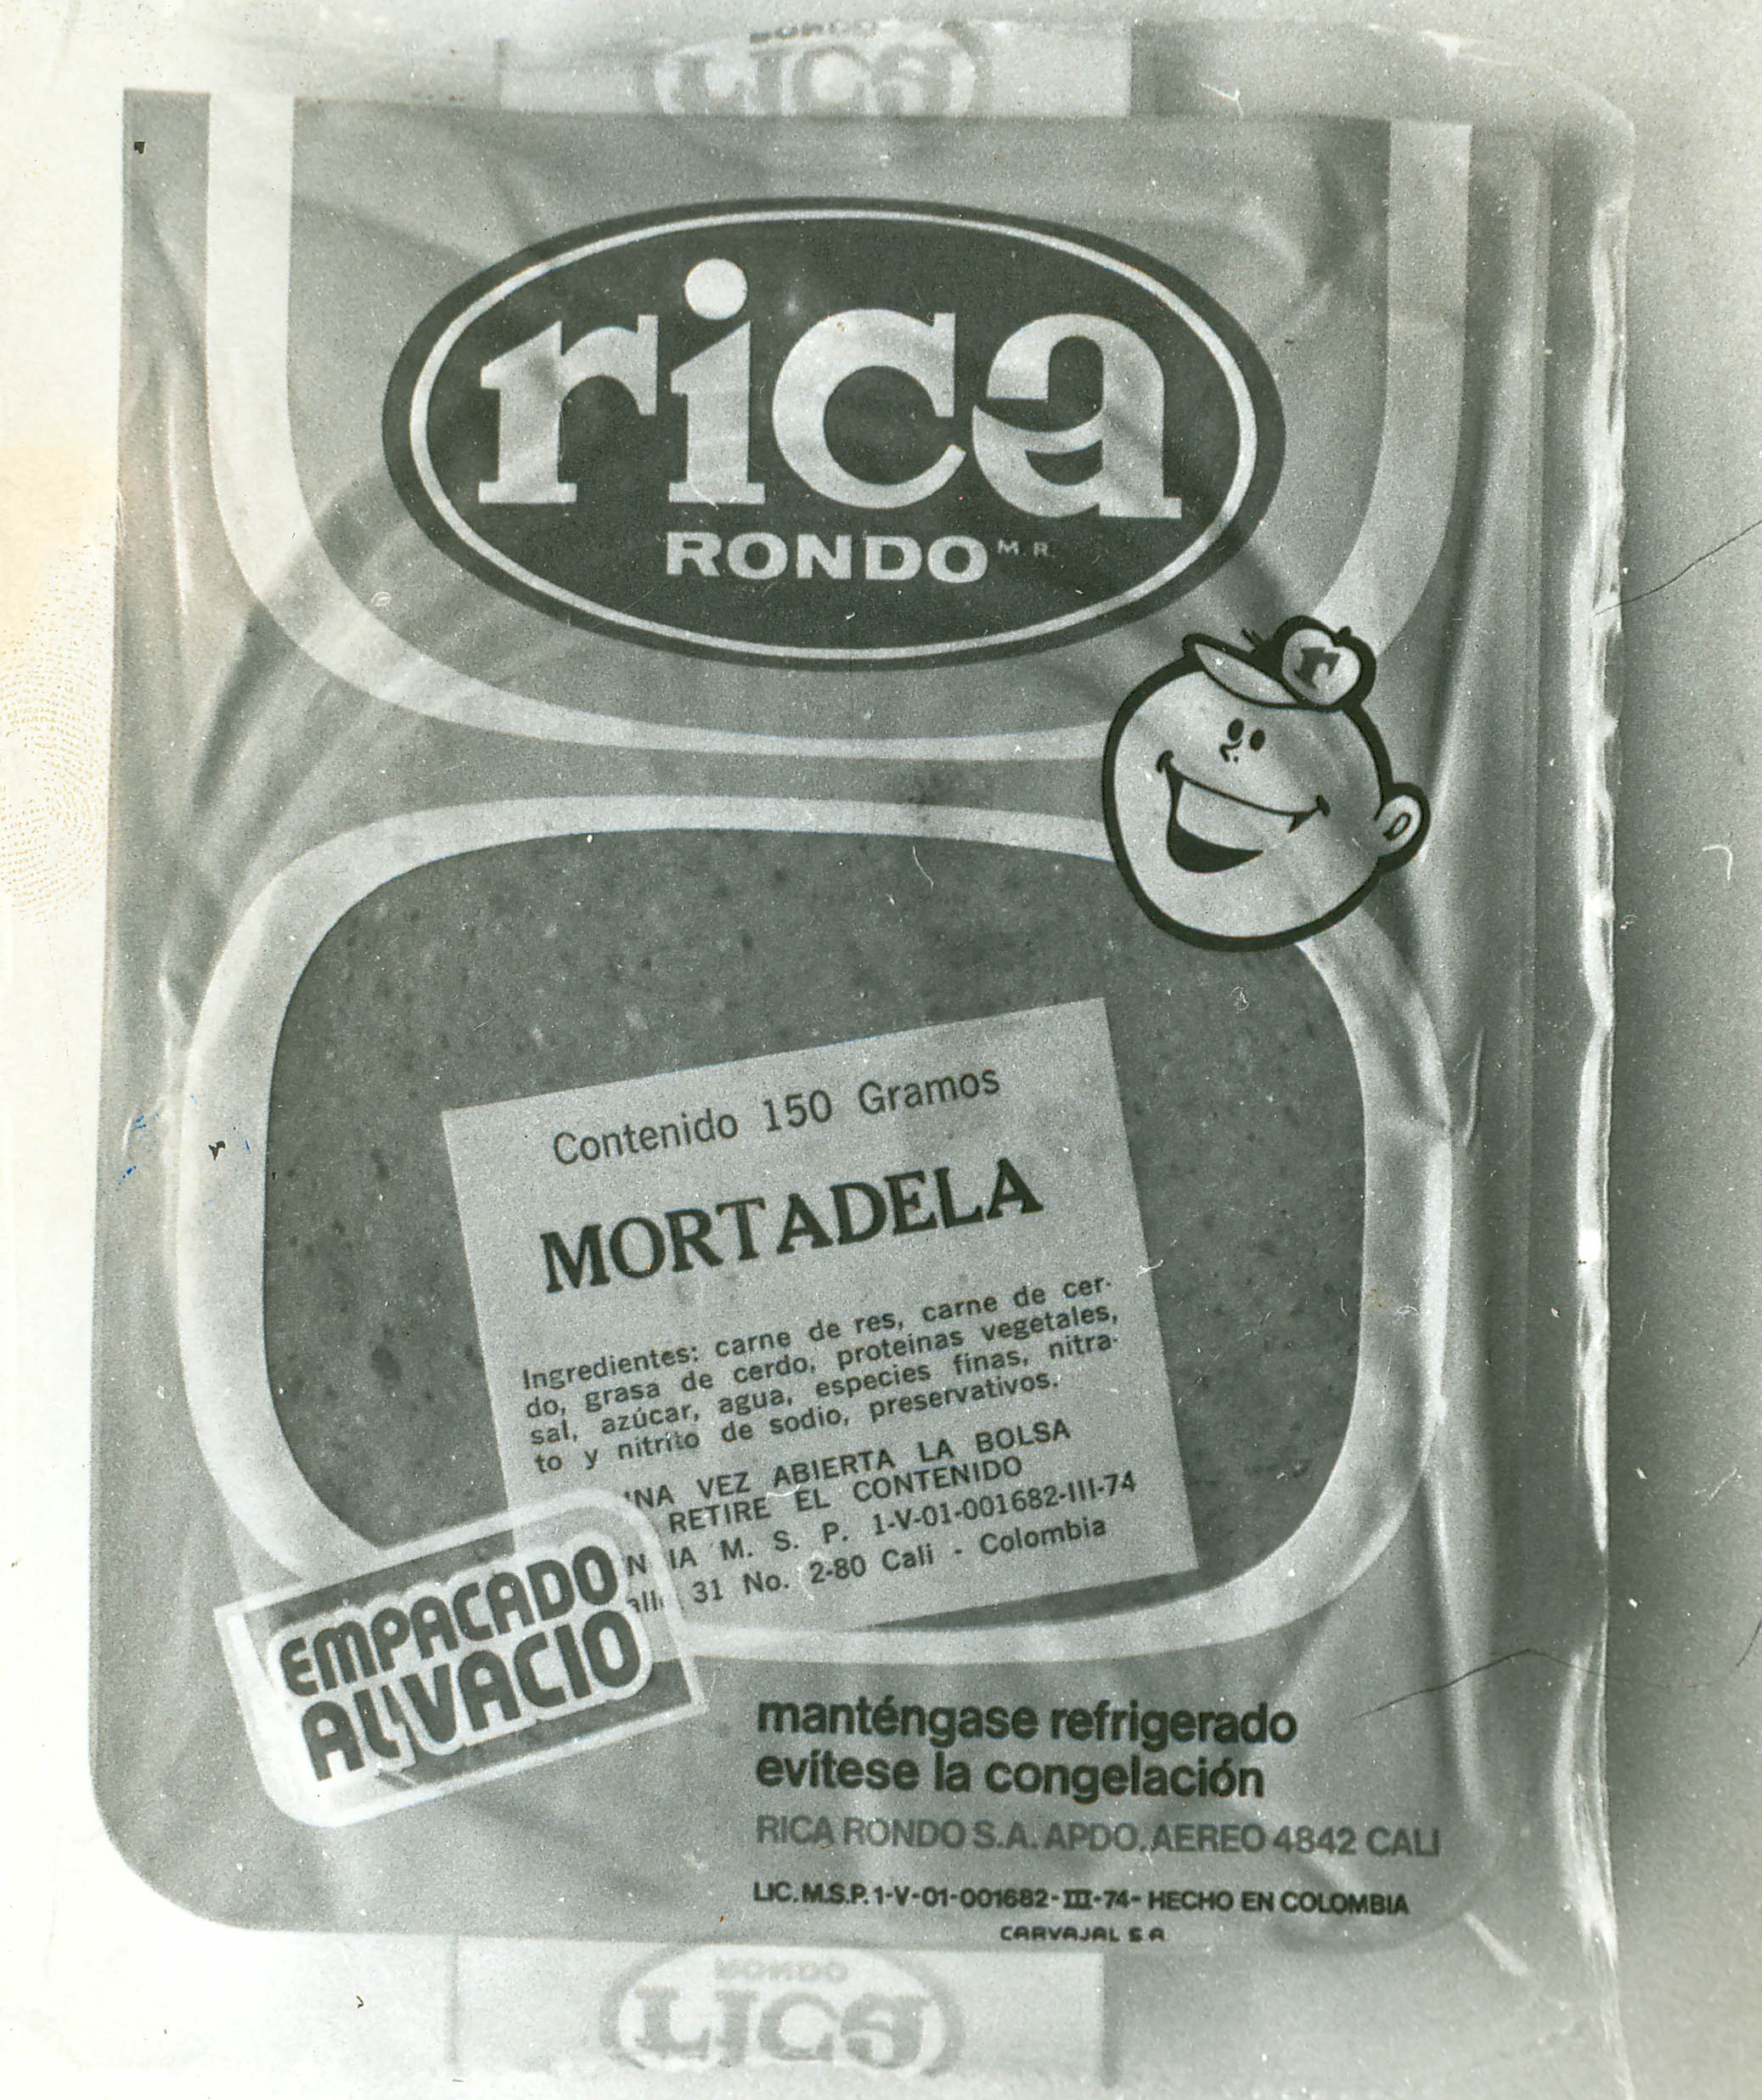 rica
RONDO M.R.
r
Contenido 150 Gramos
MORTADELA
Ingredientes: carne de res, carne de cer-
do, grasa de cerdo, proteinas vegetales,
sal, azúcar, agua, especies finas, nitra-
to y nitrito de sodio, preservativos.
VEZ ABIERTA LA BOLSA
RETIRE EL CONTENIDO
M. S. P. 1-V-01-001682-III-74
31 No. 2-80 Cali - Colombia
EMPACADO
AL VACIO
manténgase refrigerado
evítese la congelación
RICA RONDO S.A. APDO. AEREO 4842 CALI
LIC. M.S.P. 1-V-01-001682-III-74- HECHO EN COLOMBIA
CARVAJAL S A
RONDO
rica